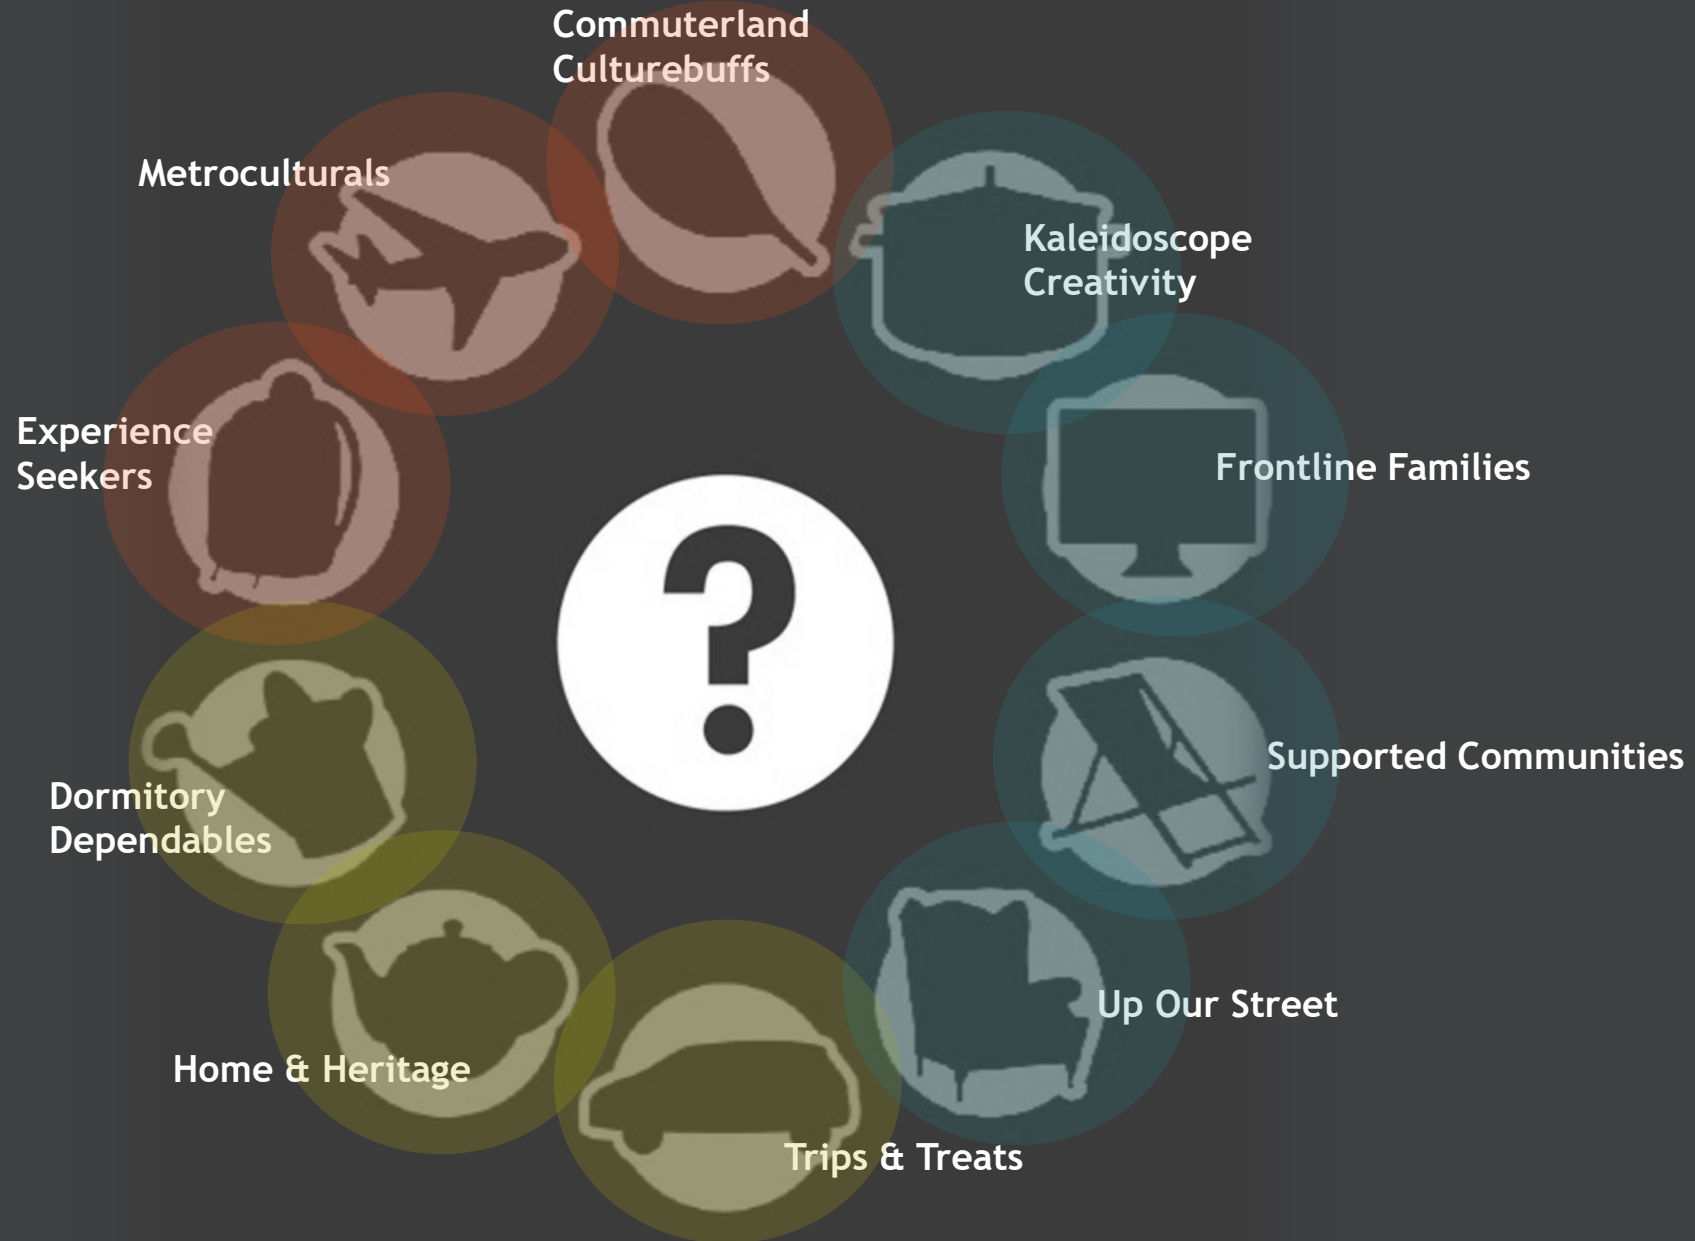 Commuterland
Culturebuffs
Metroculturals
Kaleidoscope
Creativity
Experience
Seekers
Frontline Families
?
Supported Communities
Dormitory
Dependables
Up Our Street
Home & Heritage
Trips & Treats